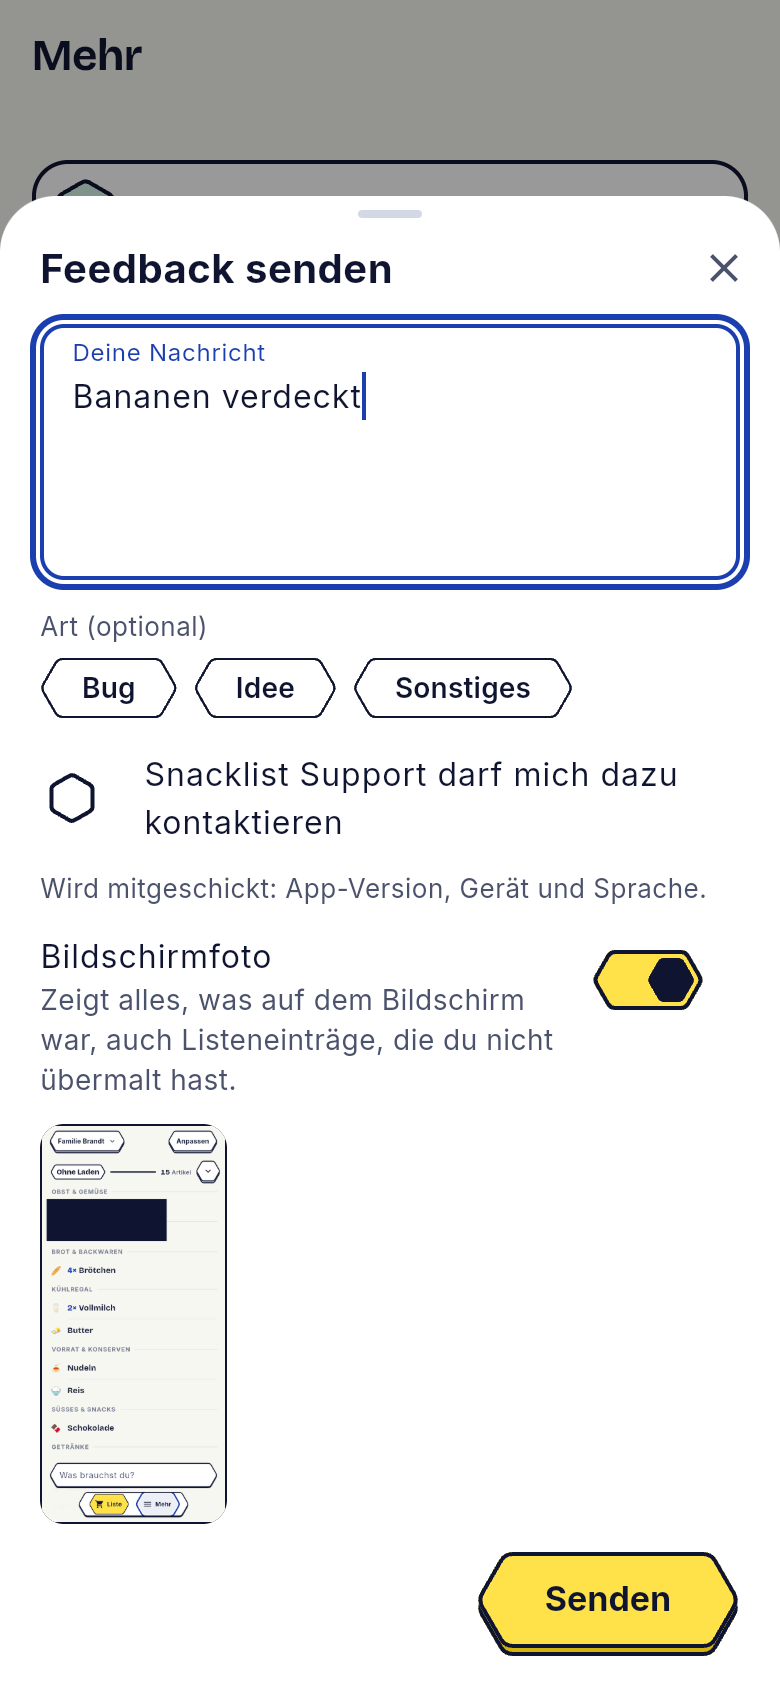 Mehr
Feedback senden
Deine Nachricht
Bananen verdeckt
Art (optional)
Bug
Idee
Sonstiges
Snacklist Support darf mich dazu
kontaktieren
Wird mitgeschickt: App-Version, Gerät und Sprache.
Bildschirmfoto
Zeigt alles, was auf dem Bildschirm
war, auch Listeneinträge, die du nicht
übermalt hast.
Familie Brandt
Anpassen
Ohne Laden
15 Artikel
OBST & GEMÜSE
BROT & BACKWAREN
4× Brötchen
KÜHLREGAL
2× Vollmilch
Butter
VORRAT & KONSERVEN
Nudeln
Reis
SÜSSES & SNACKS
Schokolade
GETRÄNKE
Was brauchst du?
Liste
Mehr
Senden